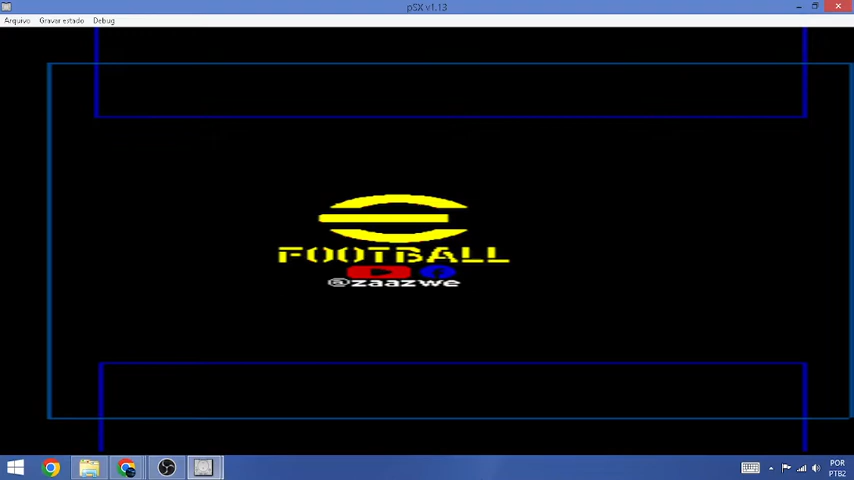 pSX v1.13
Arquivo Gravar estado Debug
FOOTBALL
@zaazwe
POR
PTB2